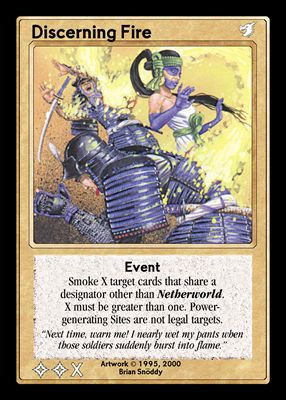 Discerning Fire
Event
Smoke X target cards that share a
designator other than Netherworld.
X must be greater than one. Power-
generating Sites are not legal targets.
"Next time, warn me! I nearly wet my pants when
those soldiers suddenly burst into flame."
X
Artwork © 1995, 2000
Brian Snoddy